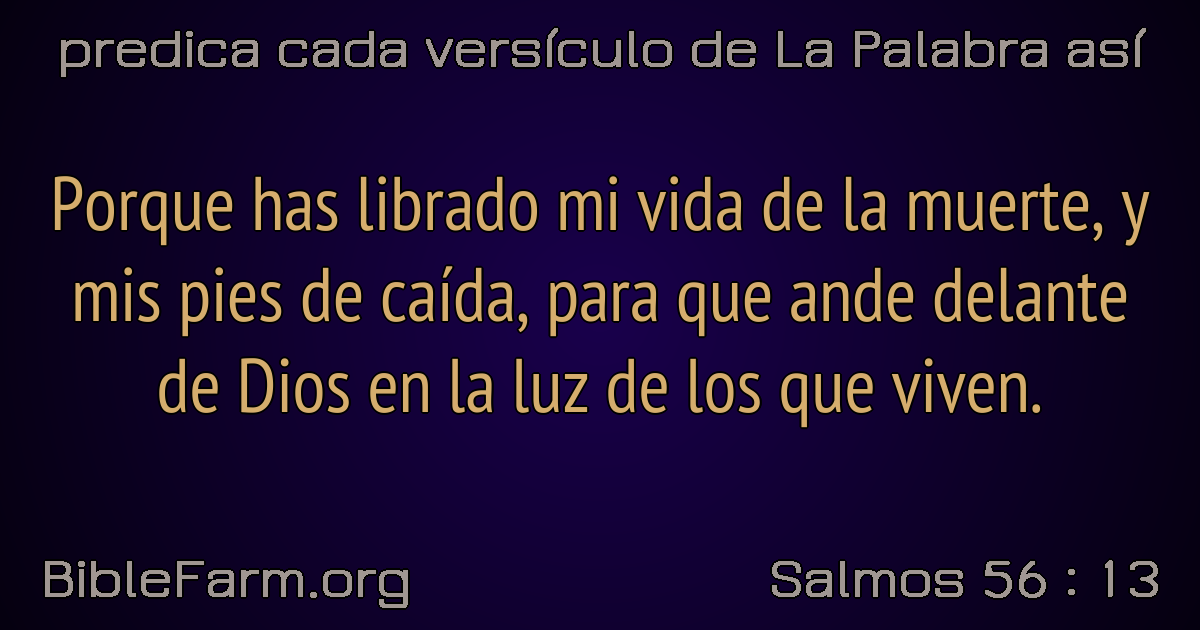 predica cada versículo de La Palabra así
Porque has librado mi vida de la muerte, y
mis pies de caída, para que ande delante
de Dios en la luz de los que viven.
BibleFarm.org
Salmos 56 : 13